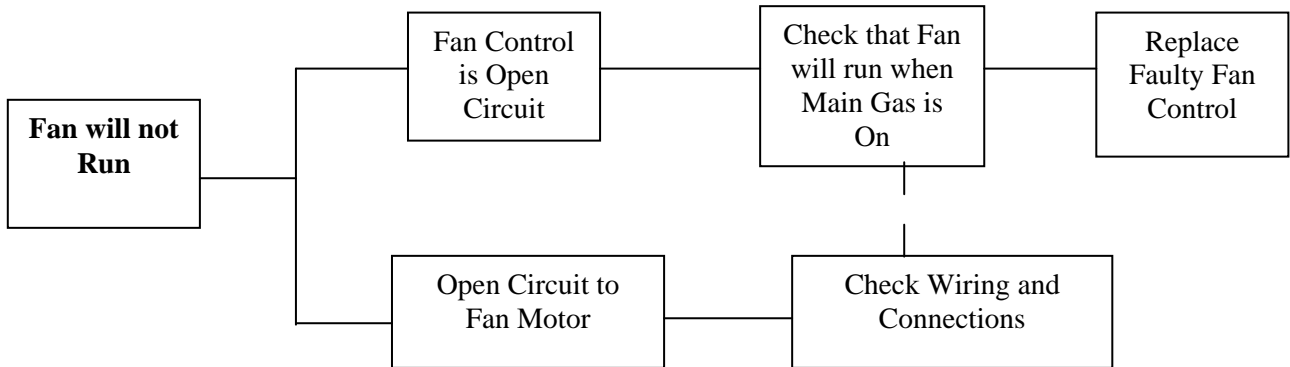 Fan will not
Run
Fan Control
is Open
Circuit
Check that Fan
will run when
Main Gas is
On
Replace
Faulty Fan
Control
Open Circuit to
Fan Motor
Check Wiring and
Connections